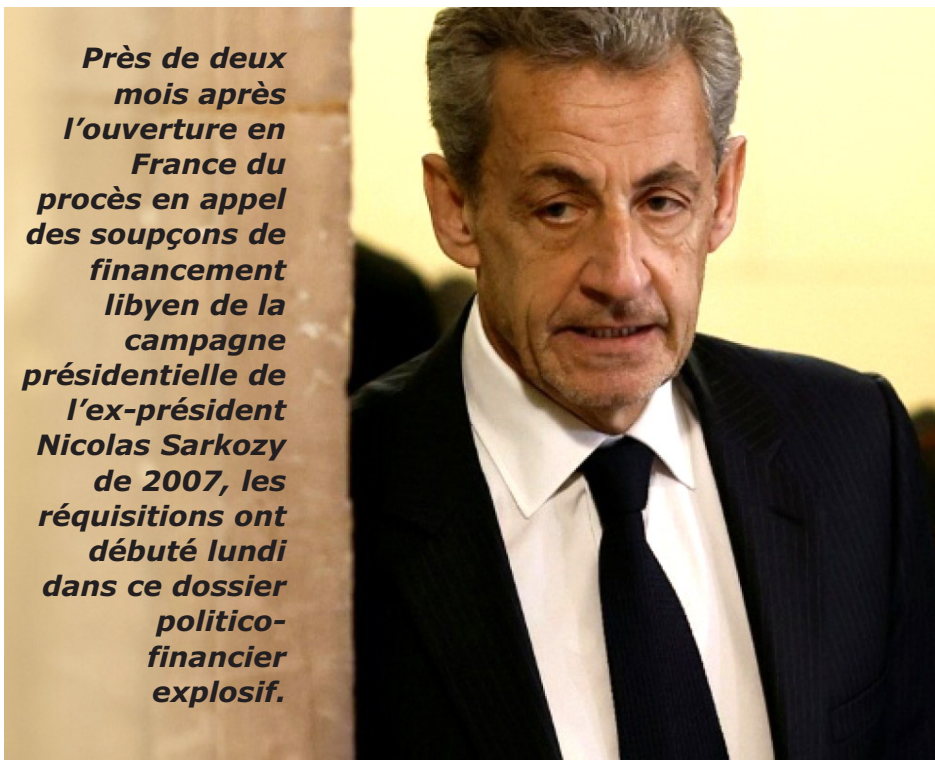 Près de deux
mois après
l’ouverture en
France du
procès en appel
des soupçons de
financement
libyen de la
campagne
présidentielle de
l’ex-président
Nicolas Sarkozy
de 2007, les
réquisitions ont
débuté lundi
dans ce dossier
politico-
financier
explosif.